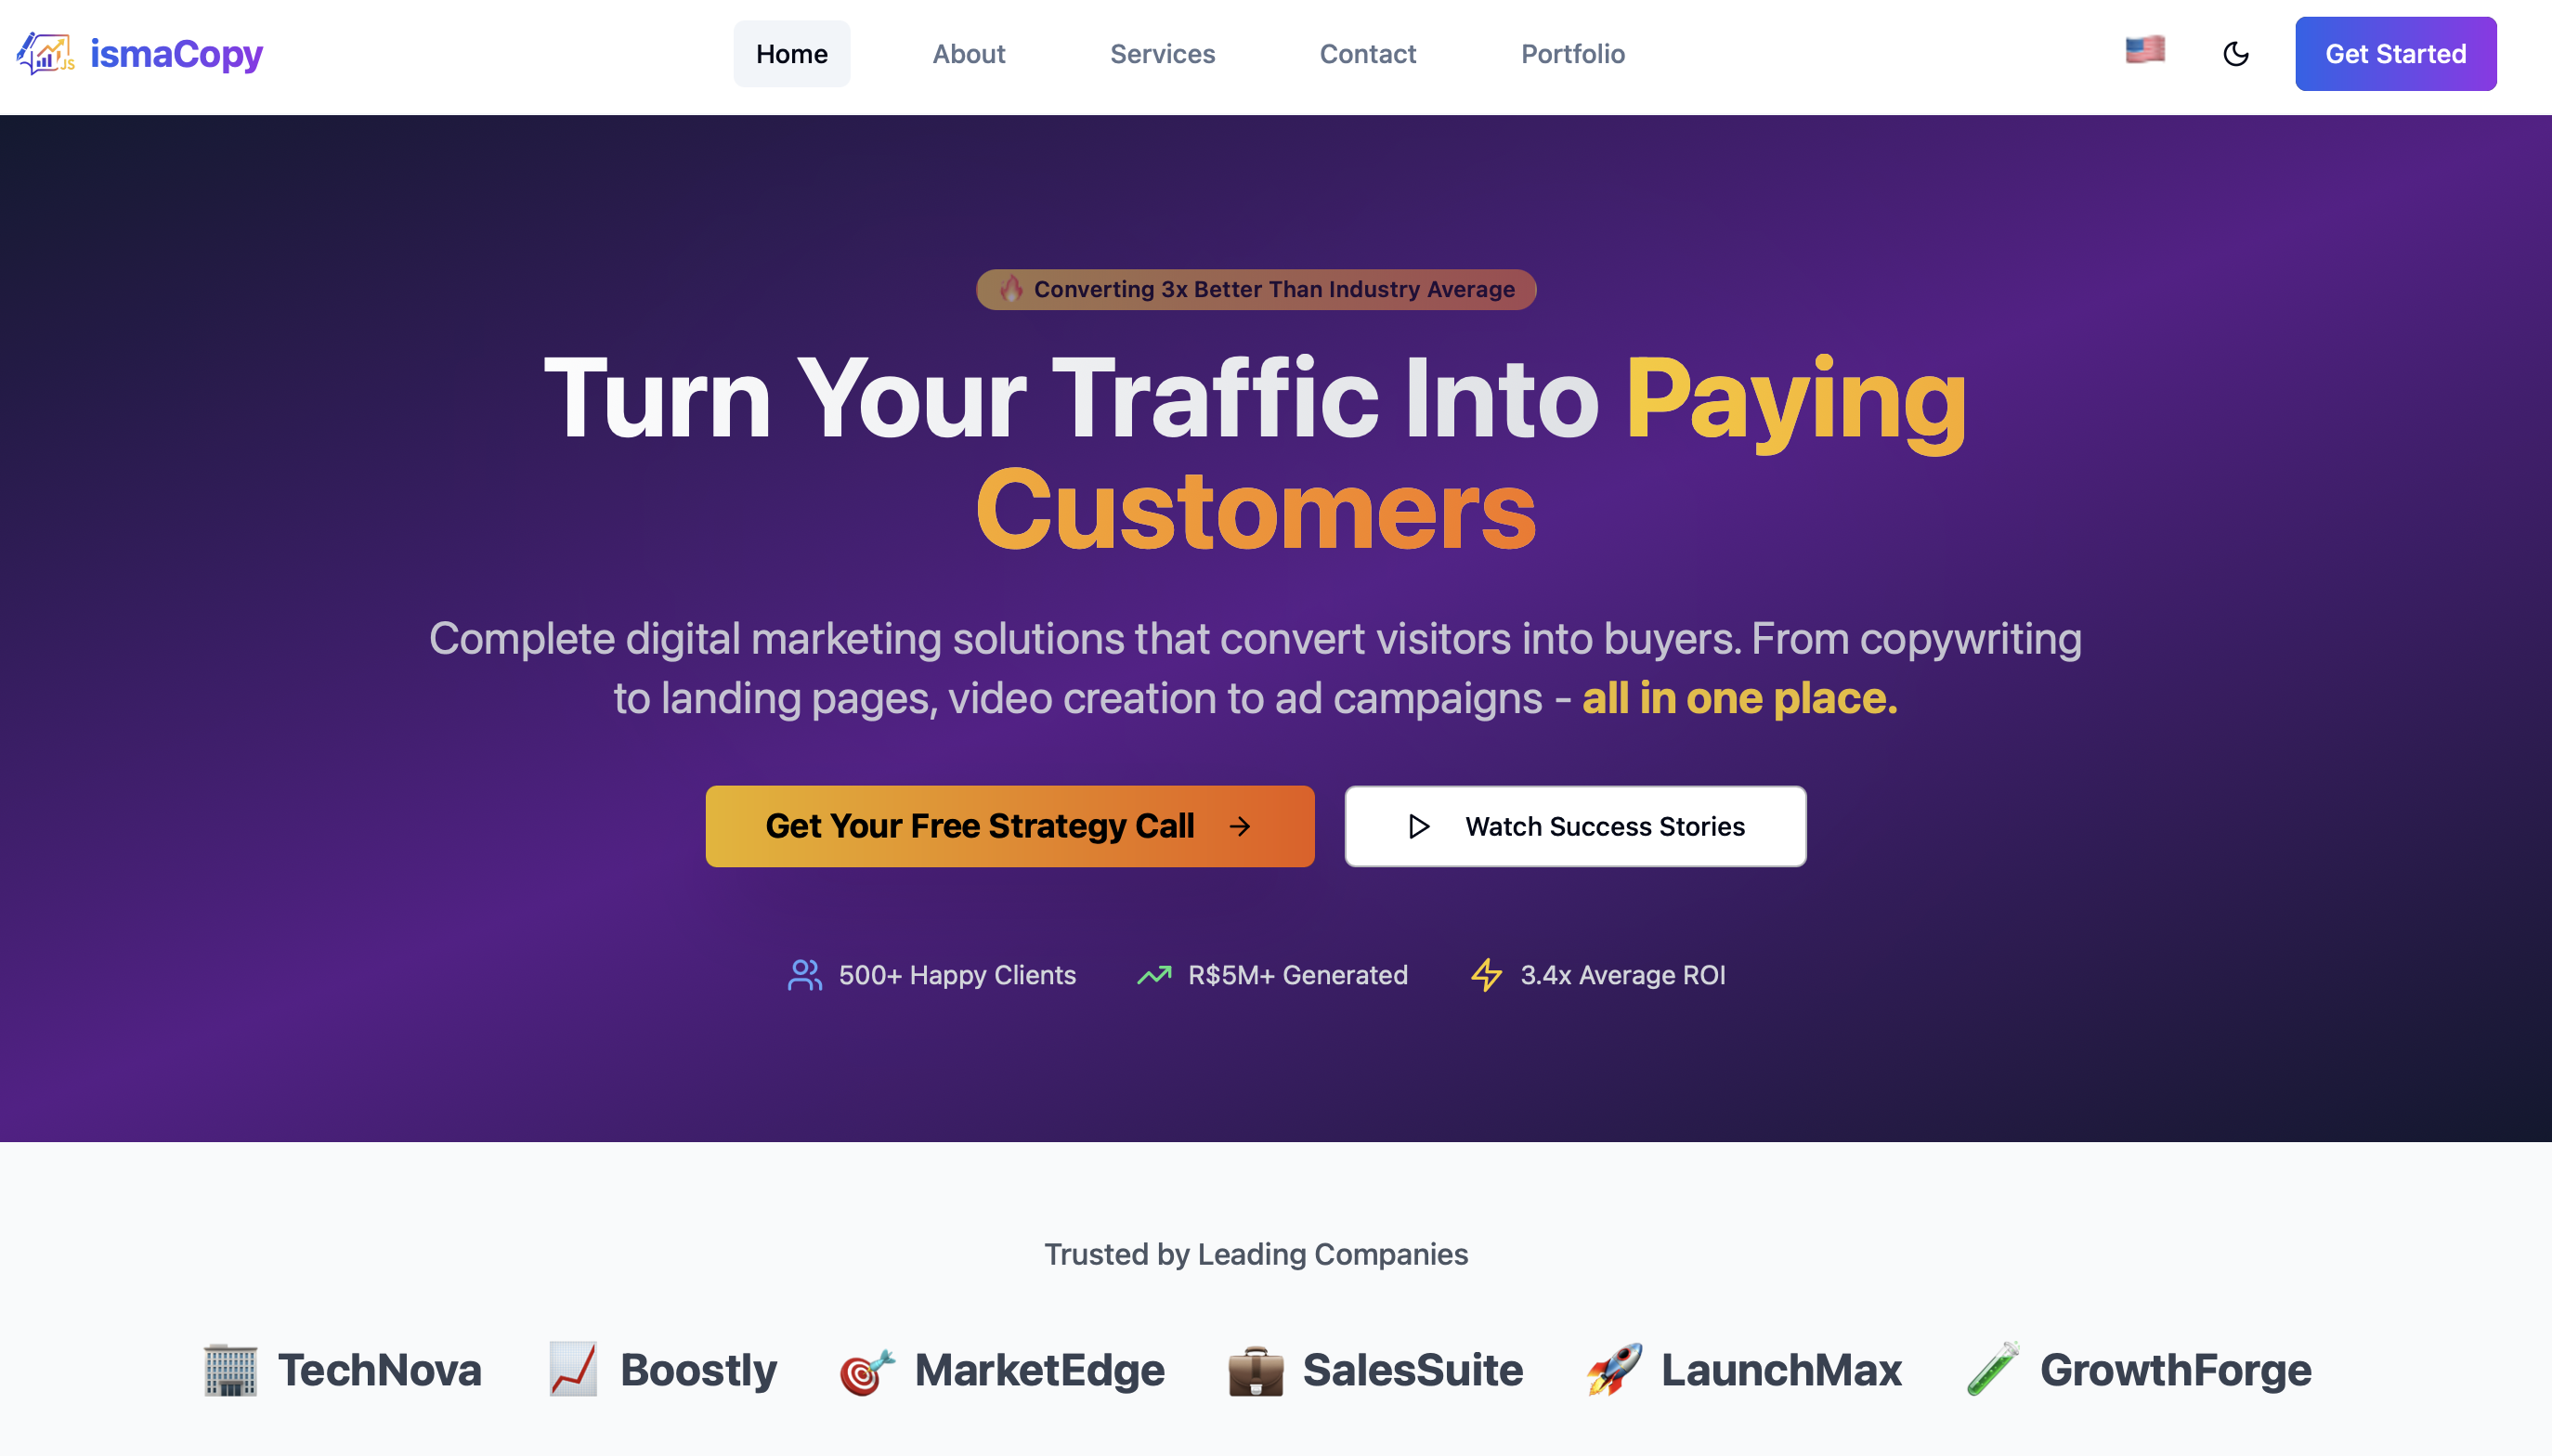 ismaCopy
Home
About
Services
Contact
Portfolio
Get Started
Converting 3x Better Than Industry Average
Turn Your Traffic Into Paying
Customers
Complete digital marketing solutions that convert visitors into buyers. From copywriting
to landing pages, video creation to ad campaigns - all in one place.
Get Your Free Strategy Call
Watch Success Stories
500+ Happy Clients
R$5M+ Generated
3.4x Average ROI
Trusted by Leading Companies
TechNova
Boostly
MarketEdge
SalesSuite
LaunchMax
GrowthForge